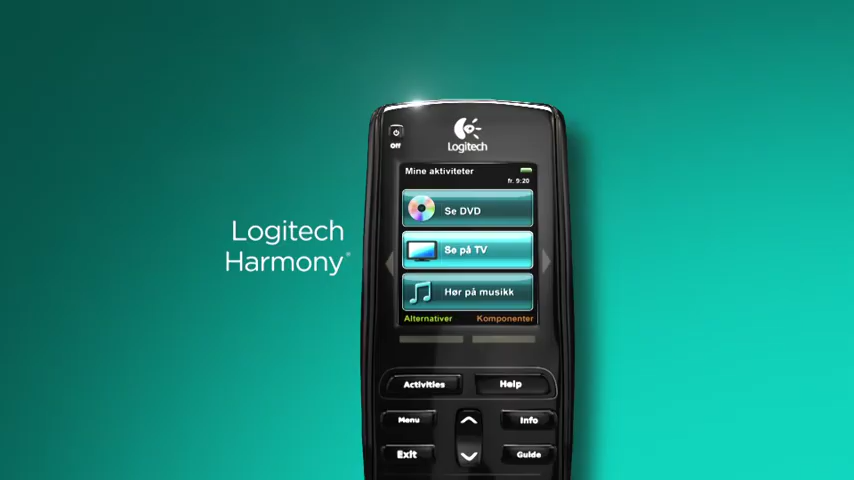 Off
Logitech
Mine aktiviteter
fr. 9:20
Se DVD
Se på TV
Hør på musikk
Alternativer Komponenter
Logitech
Harmony®
Activities Help
Menu Info
Exit Guide